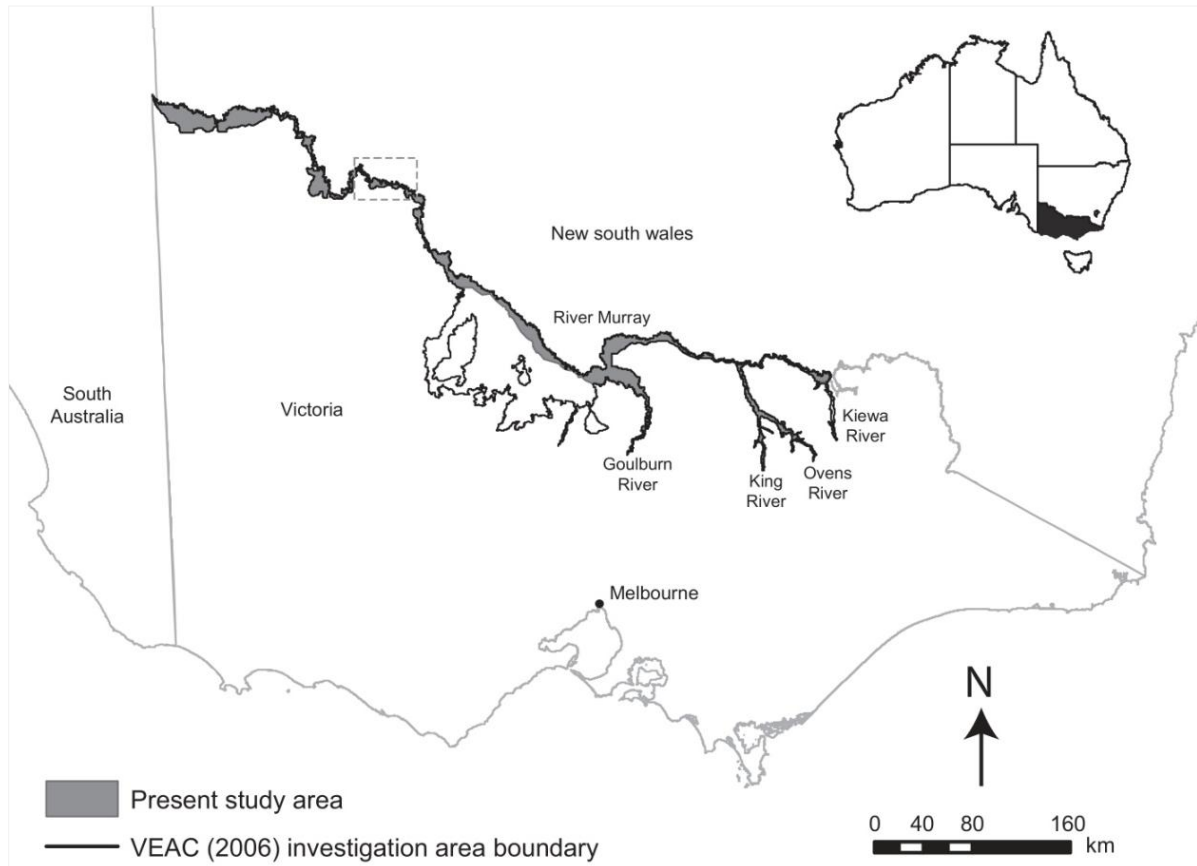 New south wales
River Murray
South
Australia
Victoria
Kiewa
River
Goulburn
River
King
River
Ovens
River
Melbourne
N
Present study area
VEAC (2006) investigation area boundary
0 40 80 160
km